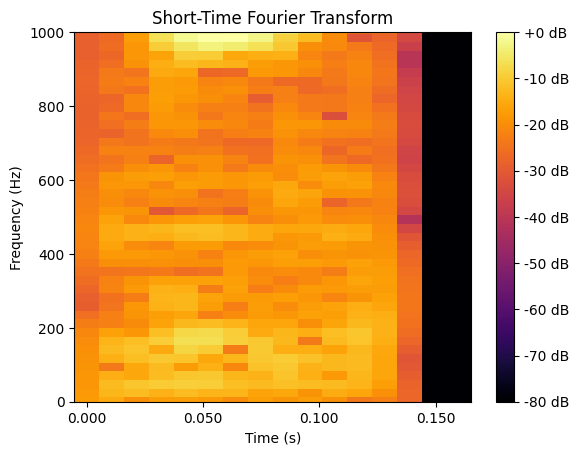 Short-Time Fourier Transform
1000
800
600
400
200
0
Frequency (Hz)
0.000
0.050
0.100
0.150
Time (s)
+0 dB
-10 dB
-20 dB
-30 dB
-40 dB
-50 dB
-60 dB
-70 dB
-80 dB